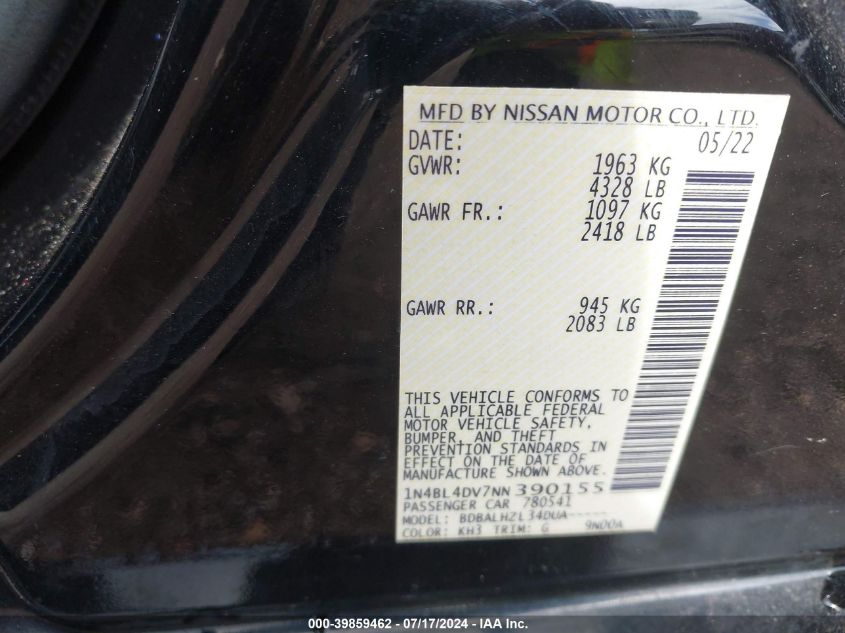 MFD BY NISSAN MOTOR CO., LTD.
DATE: 05/22
GVWR: 1963 KG
4328 LB
GAWR FR.: 1097 KG
2418 LB
GAWR RR.: 945 KG
2083 LB
THIS VEHICLE CONFORMS TO
ALL APPLICABLE FEDERAL
MOTOR VEHICLE SAFETY,
BUMPER, AND THEFT
PREVENTION STANDARDS IN
EFFECT ON THE DATE OF
MANUFACTURE SHOWN ABOVE.
1N4BL4DV7NN390155
PASSENGER CAR 780541
MODEL: BDBALHZL34DUA-----
COLOR: KH3 TRIM: G 9N00A
000-39859462 - 07/17/2024 - IAAI.com